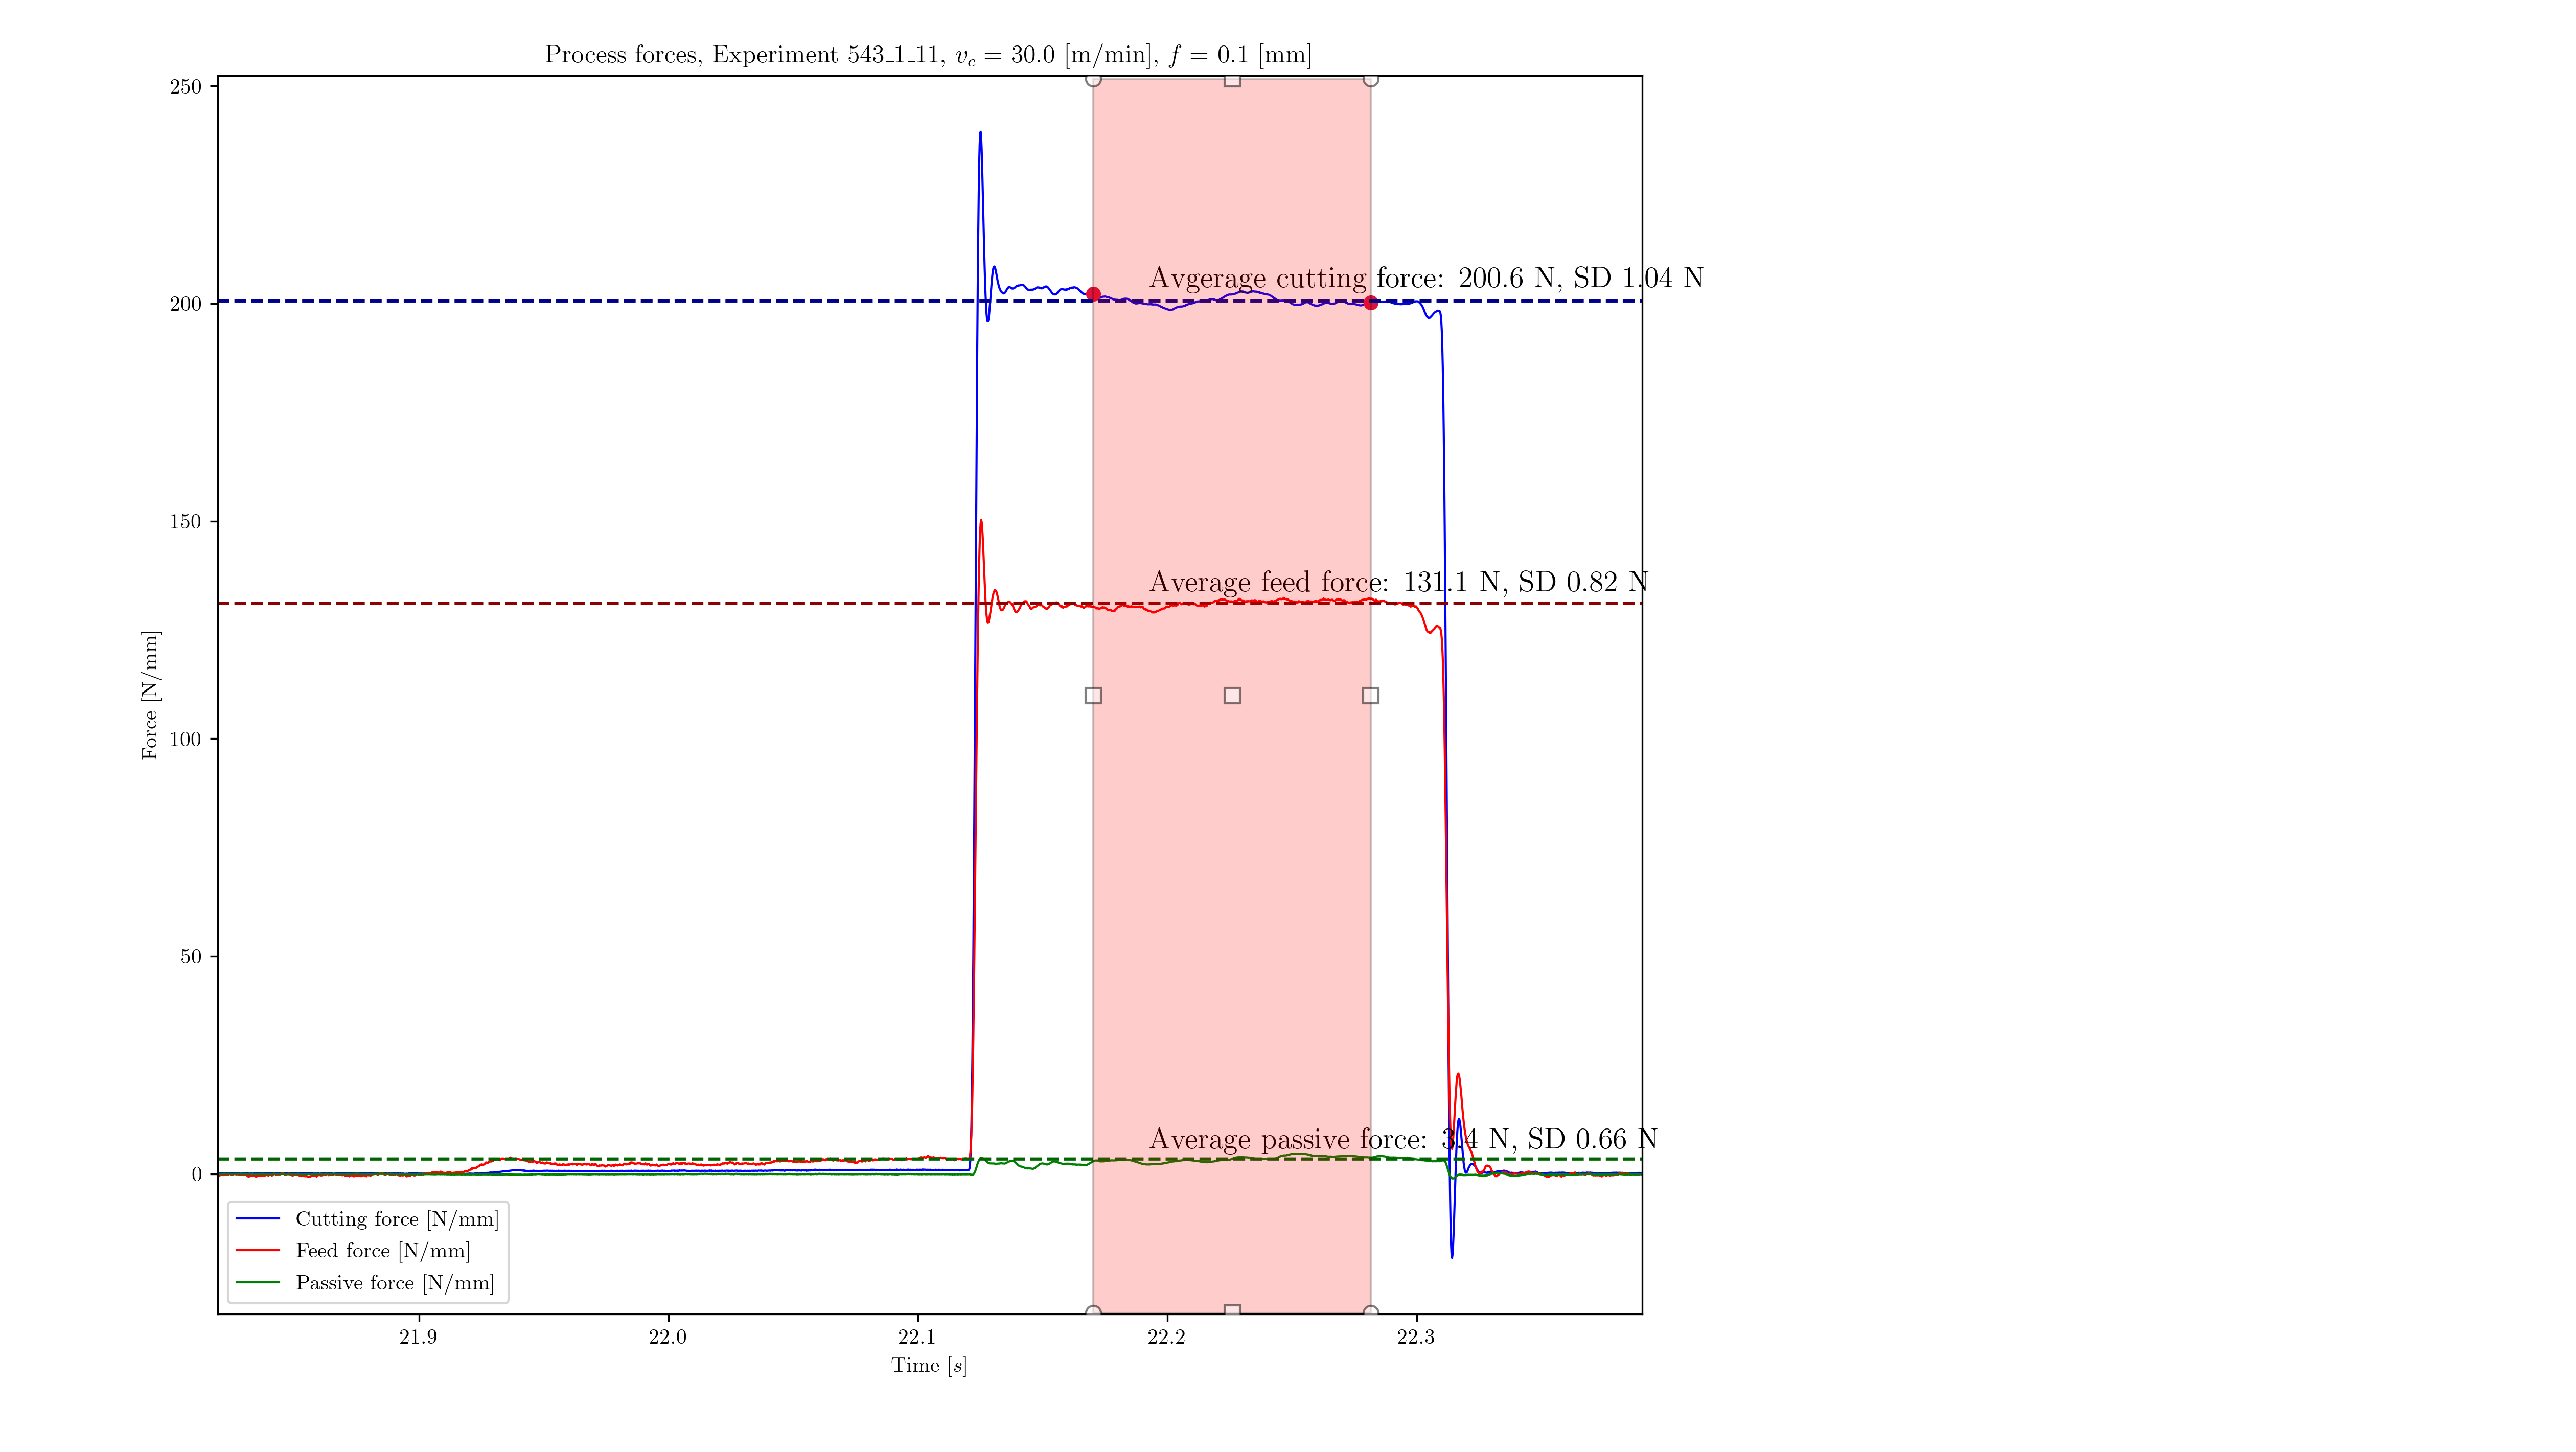 Process forces, Experiment 543_1_11, v_c = 30.0 [m/min], f = 0.1 [mm]
250
200
150
100
50
0
Force [N/mm]
Avgerage cutting force: 200.6 N, SD 1.04 N
Average feed force: 131.1 N, SD 0.82 N
Average passive force: 3.4 N, SD 0.66 N
Cutting force [N/mm]
Feed force [N/mm]
Passive force [N/mm]
21.9 22.0 22.1 22.2 22.3
Time [s]